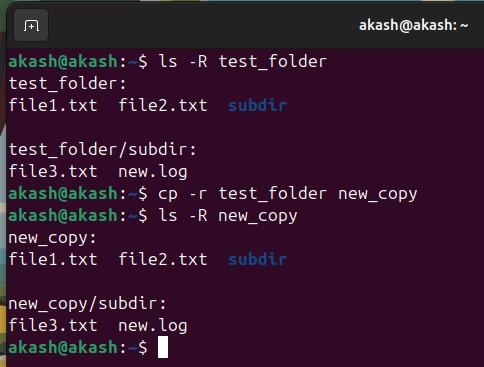 akash@akash: ~
akash@akash:~$ ls -R test_folder
test_folder:
file1.txt  file2.txt  subdir
test_folder/subdir:
file3.txt  new.log
akash@akash:~$ cp -r test_folder new_copy
akash@akash:~$ ls -R new_copy
new_copy:
file1.txt  file2.txt  subdir
new_copy/subdir:
file3.txt  new.log
akash@akash:~$